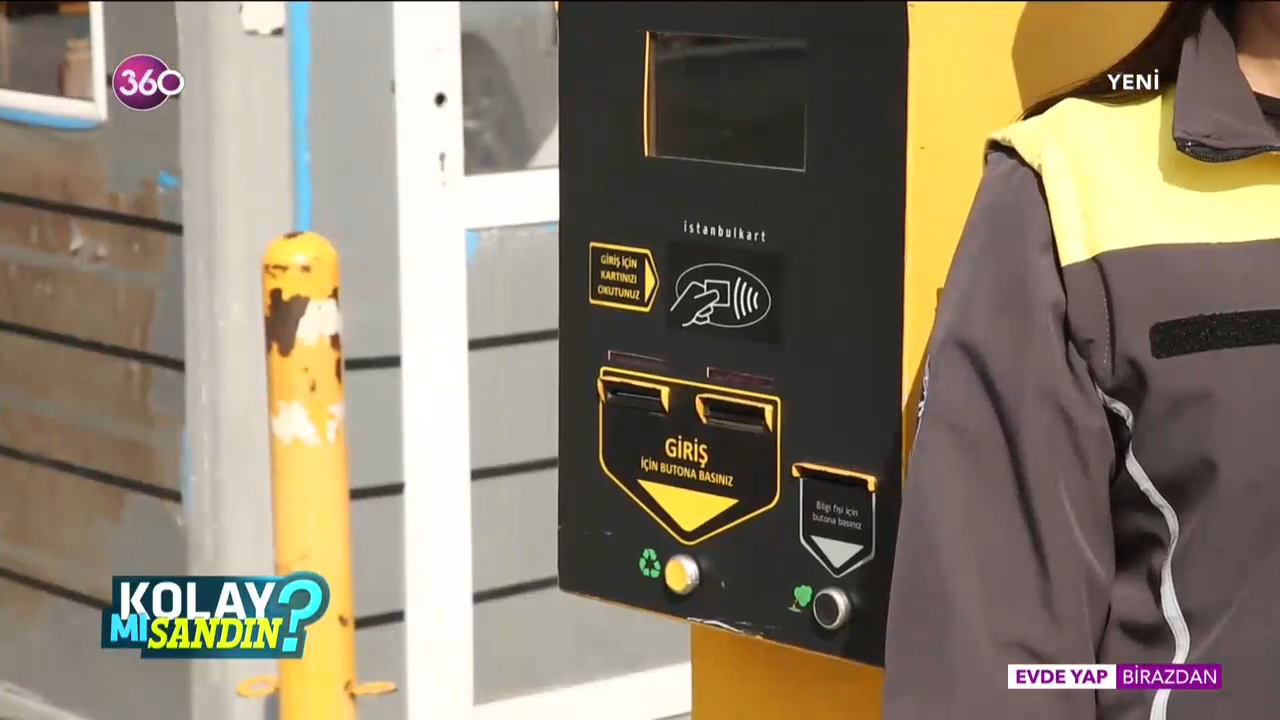 360
YENİ
istanbulkart
GİRİŞ İÇİN
KARTINIZI
OKUTUNUZ
GİRİŞ
İÇİN BUTONA BASINIZ
Bilgi fişi için
butona basınız
KOLAY
MI SANDIN?
EVDE YAP BİRAZDAN